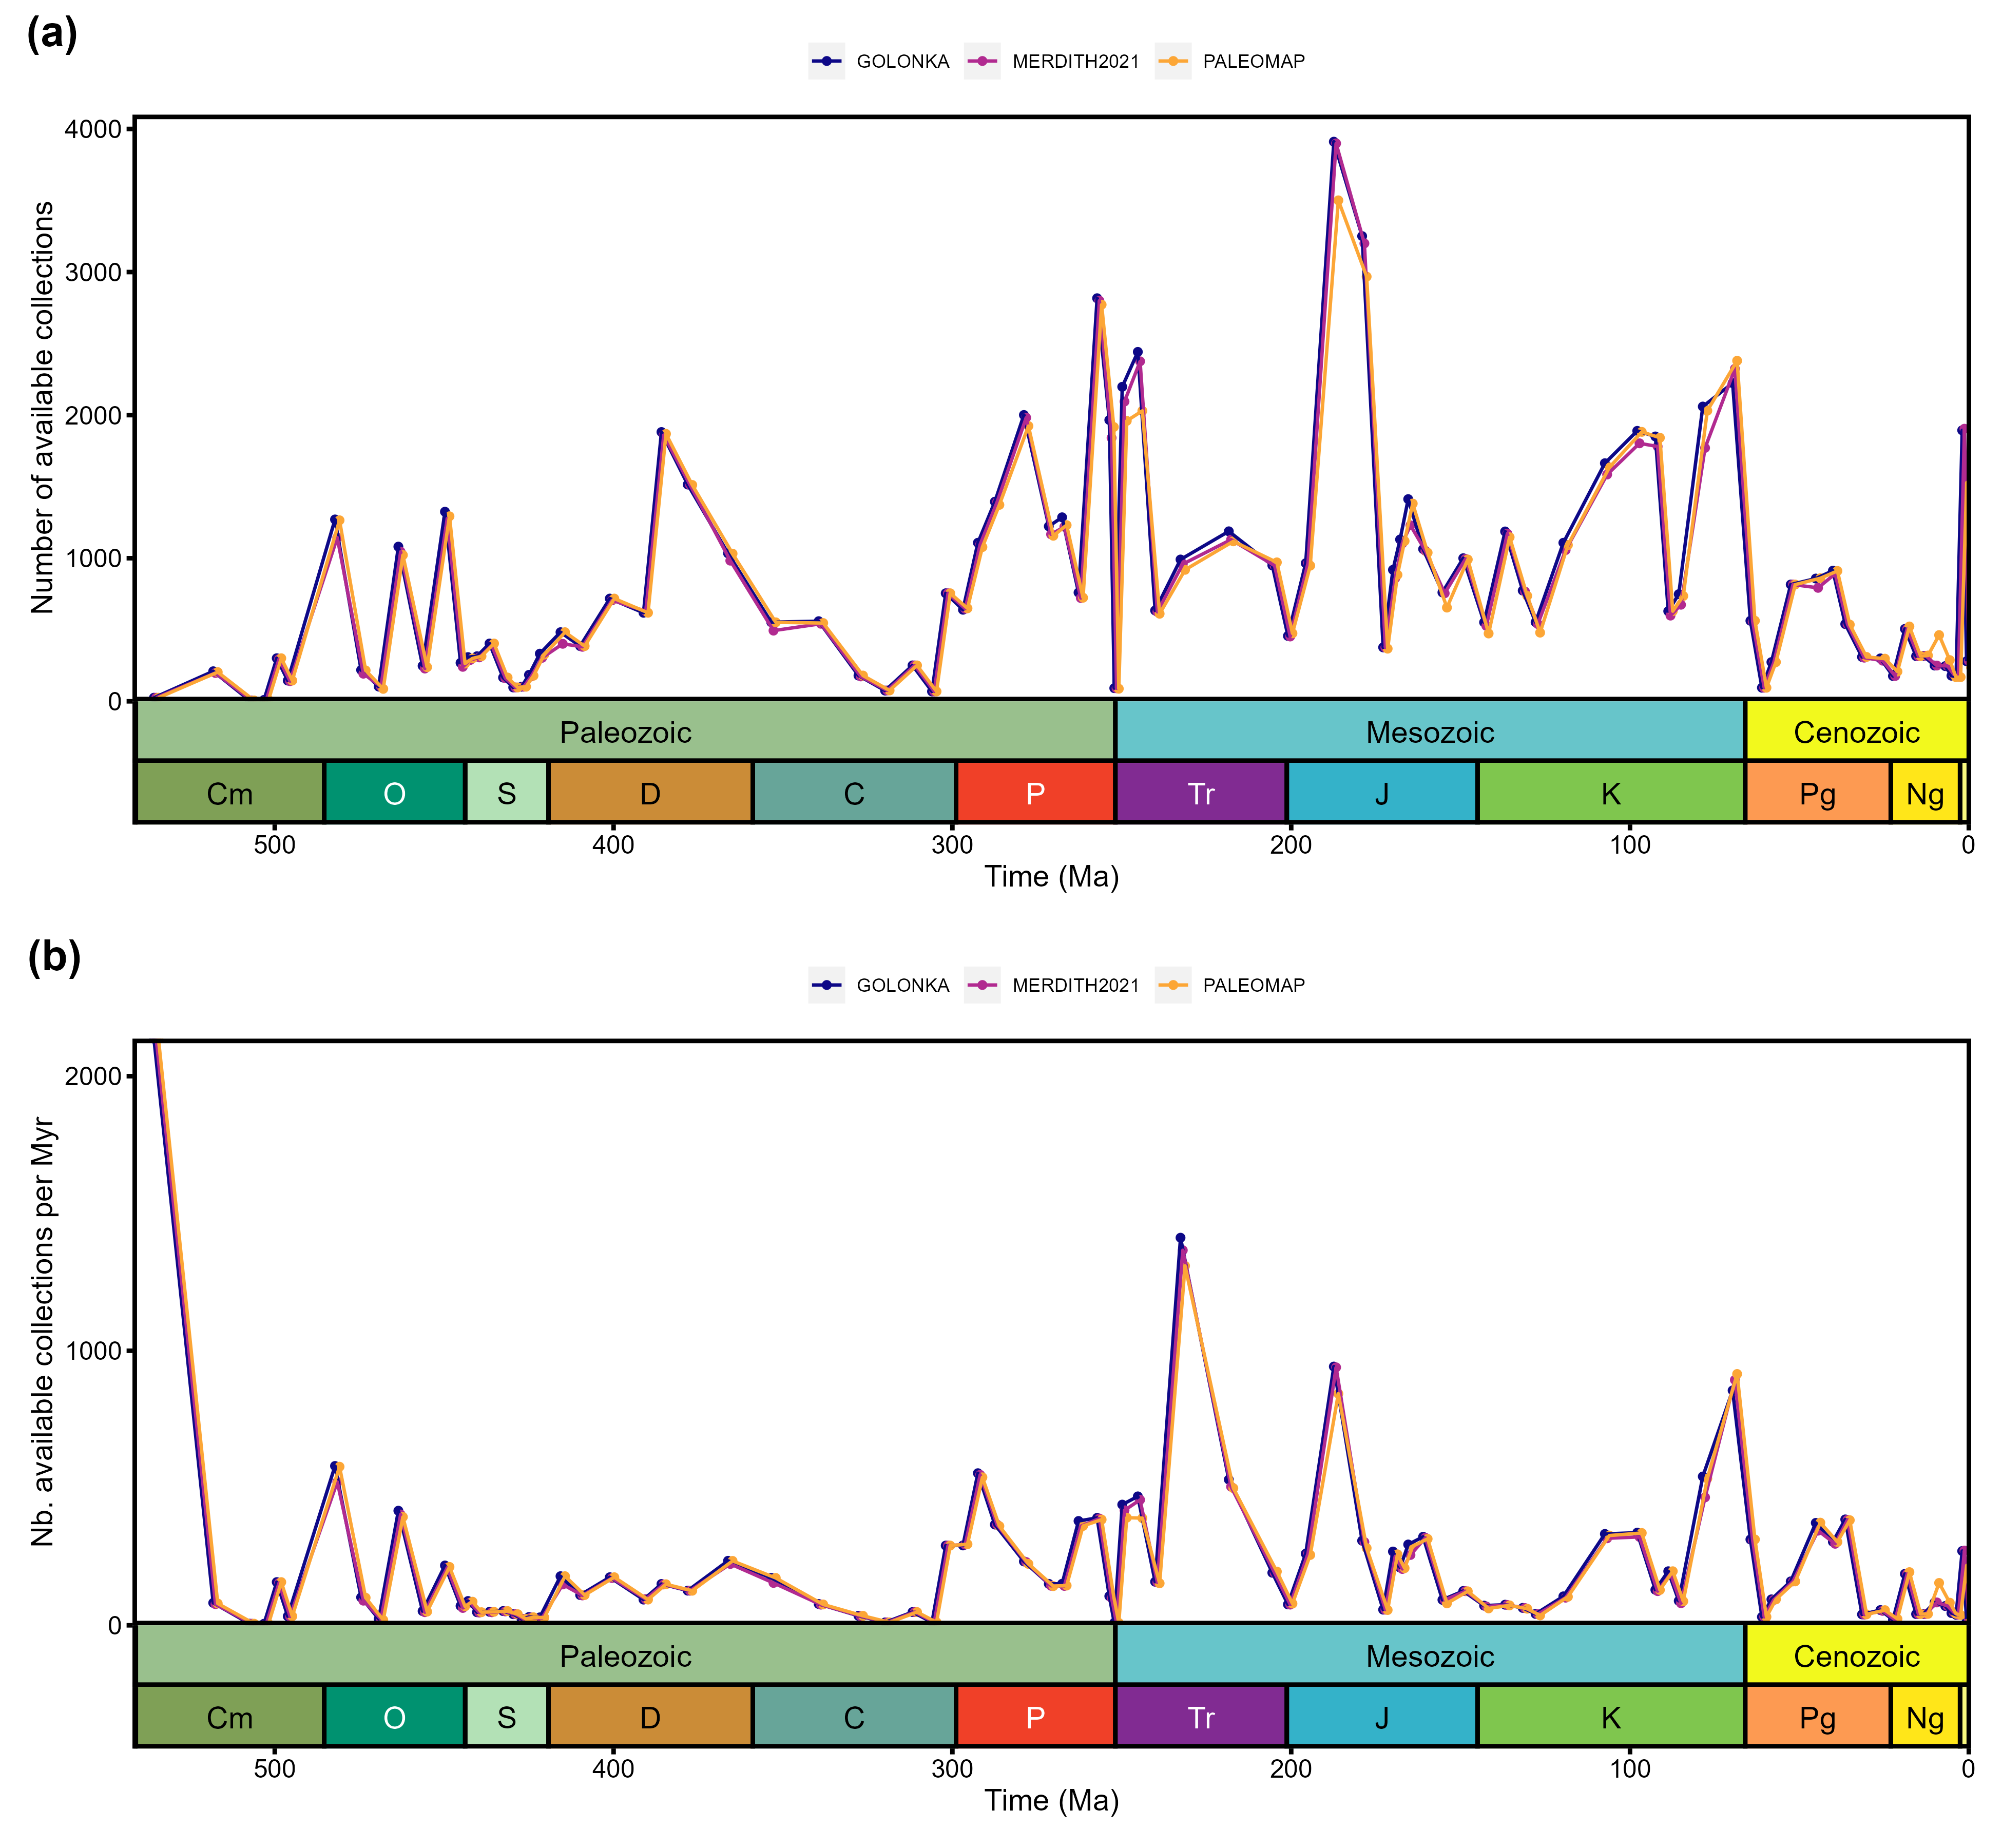 (a)
GOLONKA MERDITH2021 PALEOMAP
Number of available collections
4000
3000
2000
1000
0
Paleozoic Mesozoic Cenozoic
Cm O S D C P Tr J K Pg Ng
500 400 300 200 100 0
Time (Ma)
(b)
GOLONKA MERDITH2021 PALEOMAP
Nb. available collections per Myr
2000
1000
0
Paleozoic Mesozoic Cenozoic
Cm O S D C P Tr J K Pg Ng
500 400 300 200 100 0
Time (Ma)